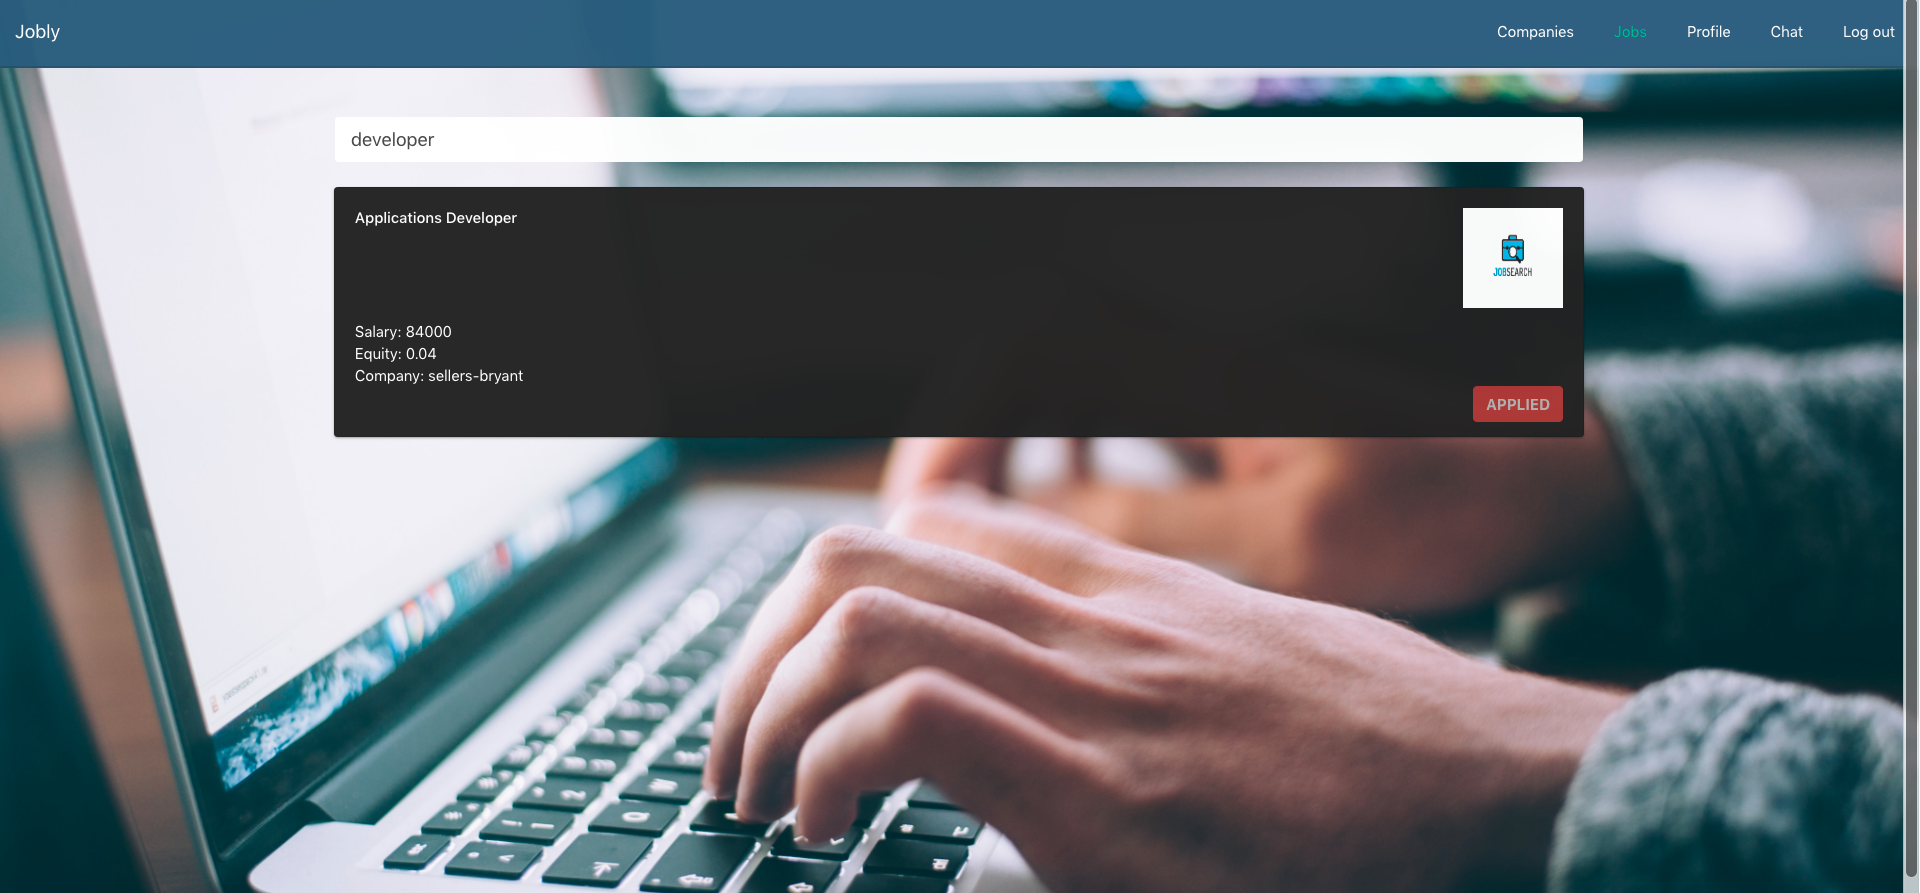 Jobly
Companies
Jobs
Profile
Chat
Log out
developer
Applications Developer
JOBSEARCH
Salary: 84000
Equity: 0.04
Company: sellers-bryant
APPLIED